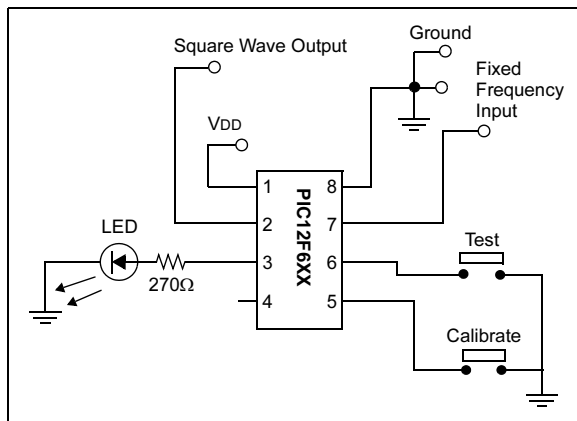 Square Wave Output
Ground
Fixed
Frequency
Input
VDD
PIC12F6XX
1
2
3
4
8
7
6
5
LED
270Ω
Test
Calibrate